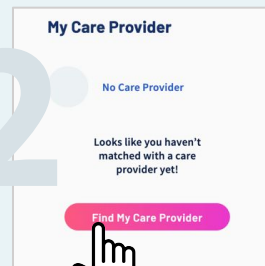 My Care Provider
2
No Care Provider
Looks like you haven't
matched with a care
provider yet!
Find My Care Provider